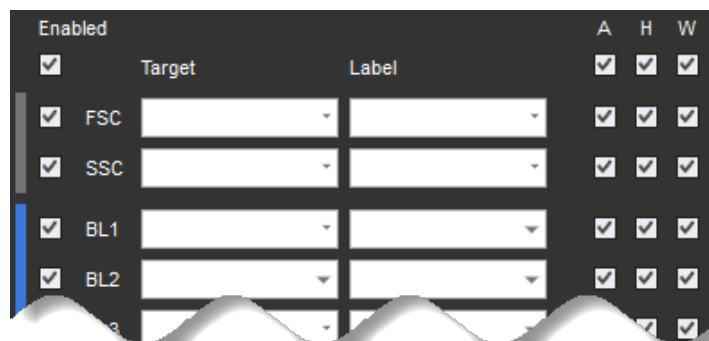 Enabled A H W
Target Label
FSC
SSC
BL1
BL2